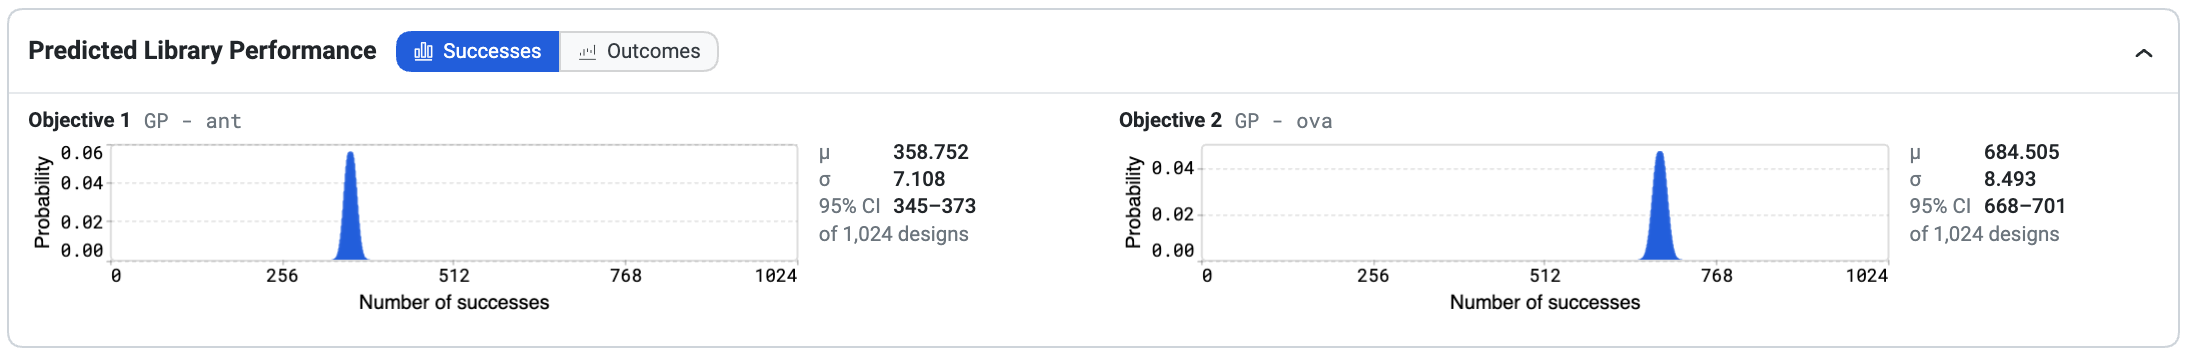 Predicted Library Performance
Successes
Outcomes
Objective 1 GP - ant
Probability
0.06
0.04
0.02
0.00
0
256
512
768
1024
Number of successes
μ 358.752
σ 7.108
95% CI 345–373
of 1,024 designs
Objective 2 GP - ova
Probability
0.04
0.02
0.00
0
256
512
768
1024
Number of successes
μ 684.505
σ 8.493
95% CI 668–701
of 1,024 designs